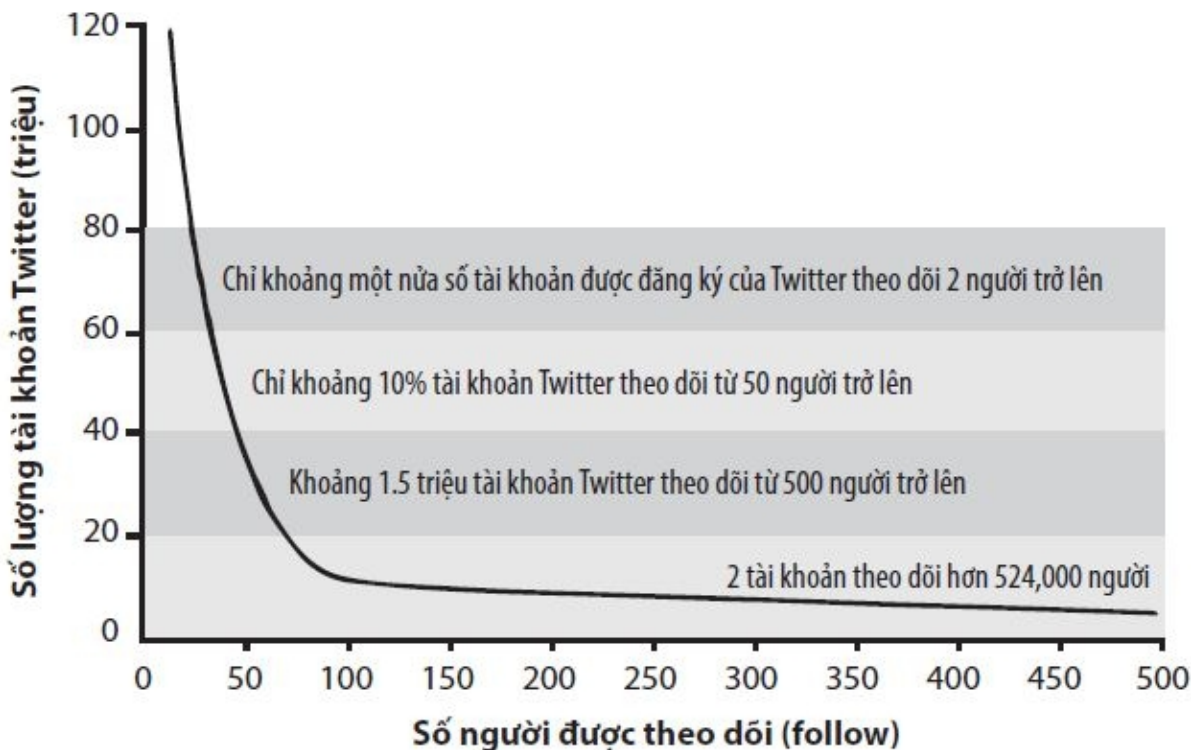 Số lượng tài khoản Twitter (triệu)
120
100
80
60
40
20
0
Chỉ khoảng một nửa số tài khoản được đăng ký của Twitter theo dõi 2 người trở lên
Chỉ khoảng 10% tài khoản Twitter theo dõi từ 50 người trở lên
Khoảng 1.5 triệu tài khoản Twitter theo dõi từ 500 người trở lên
2 tài khoản theo dõi hơn 524,000 người
0 50 100 150 200 250 300 350 400 450 500
Số người được theo dõi (follow)